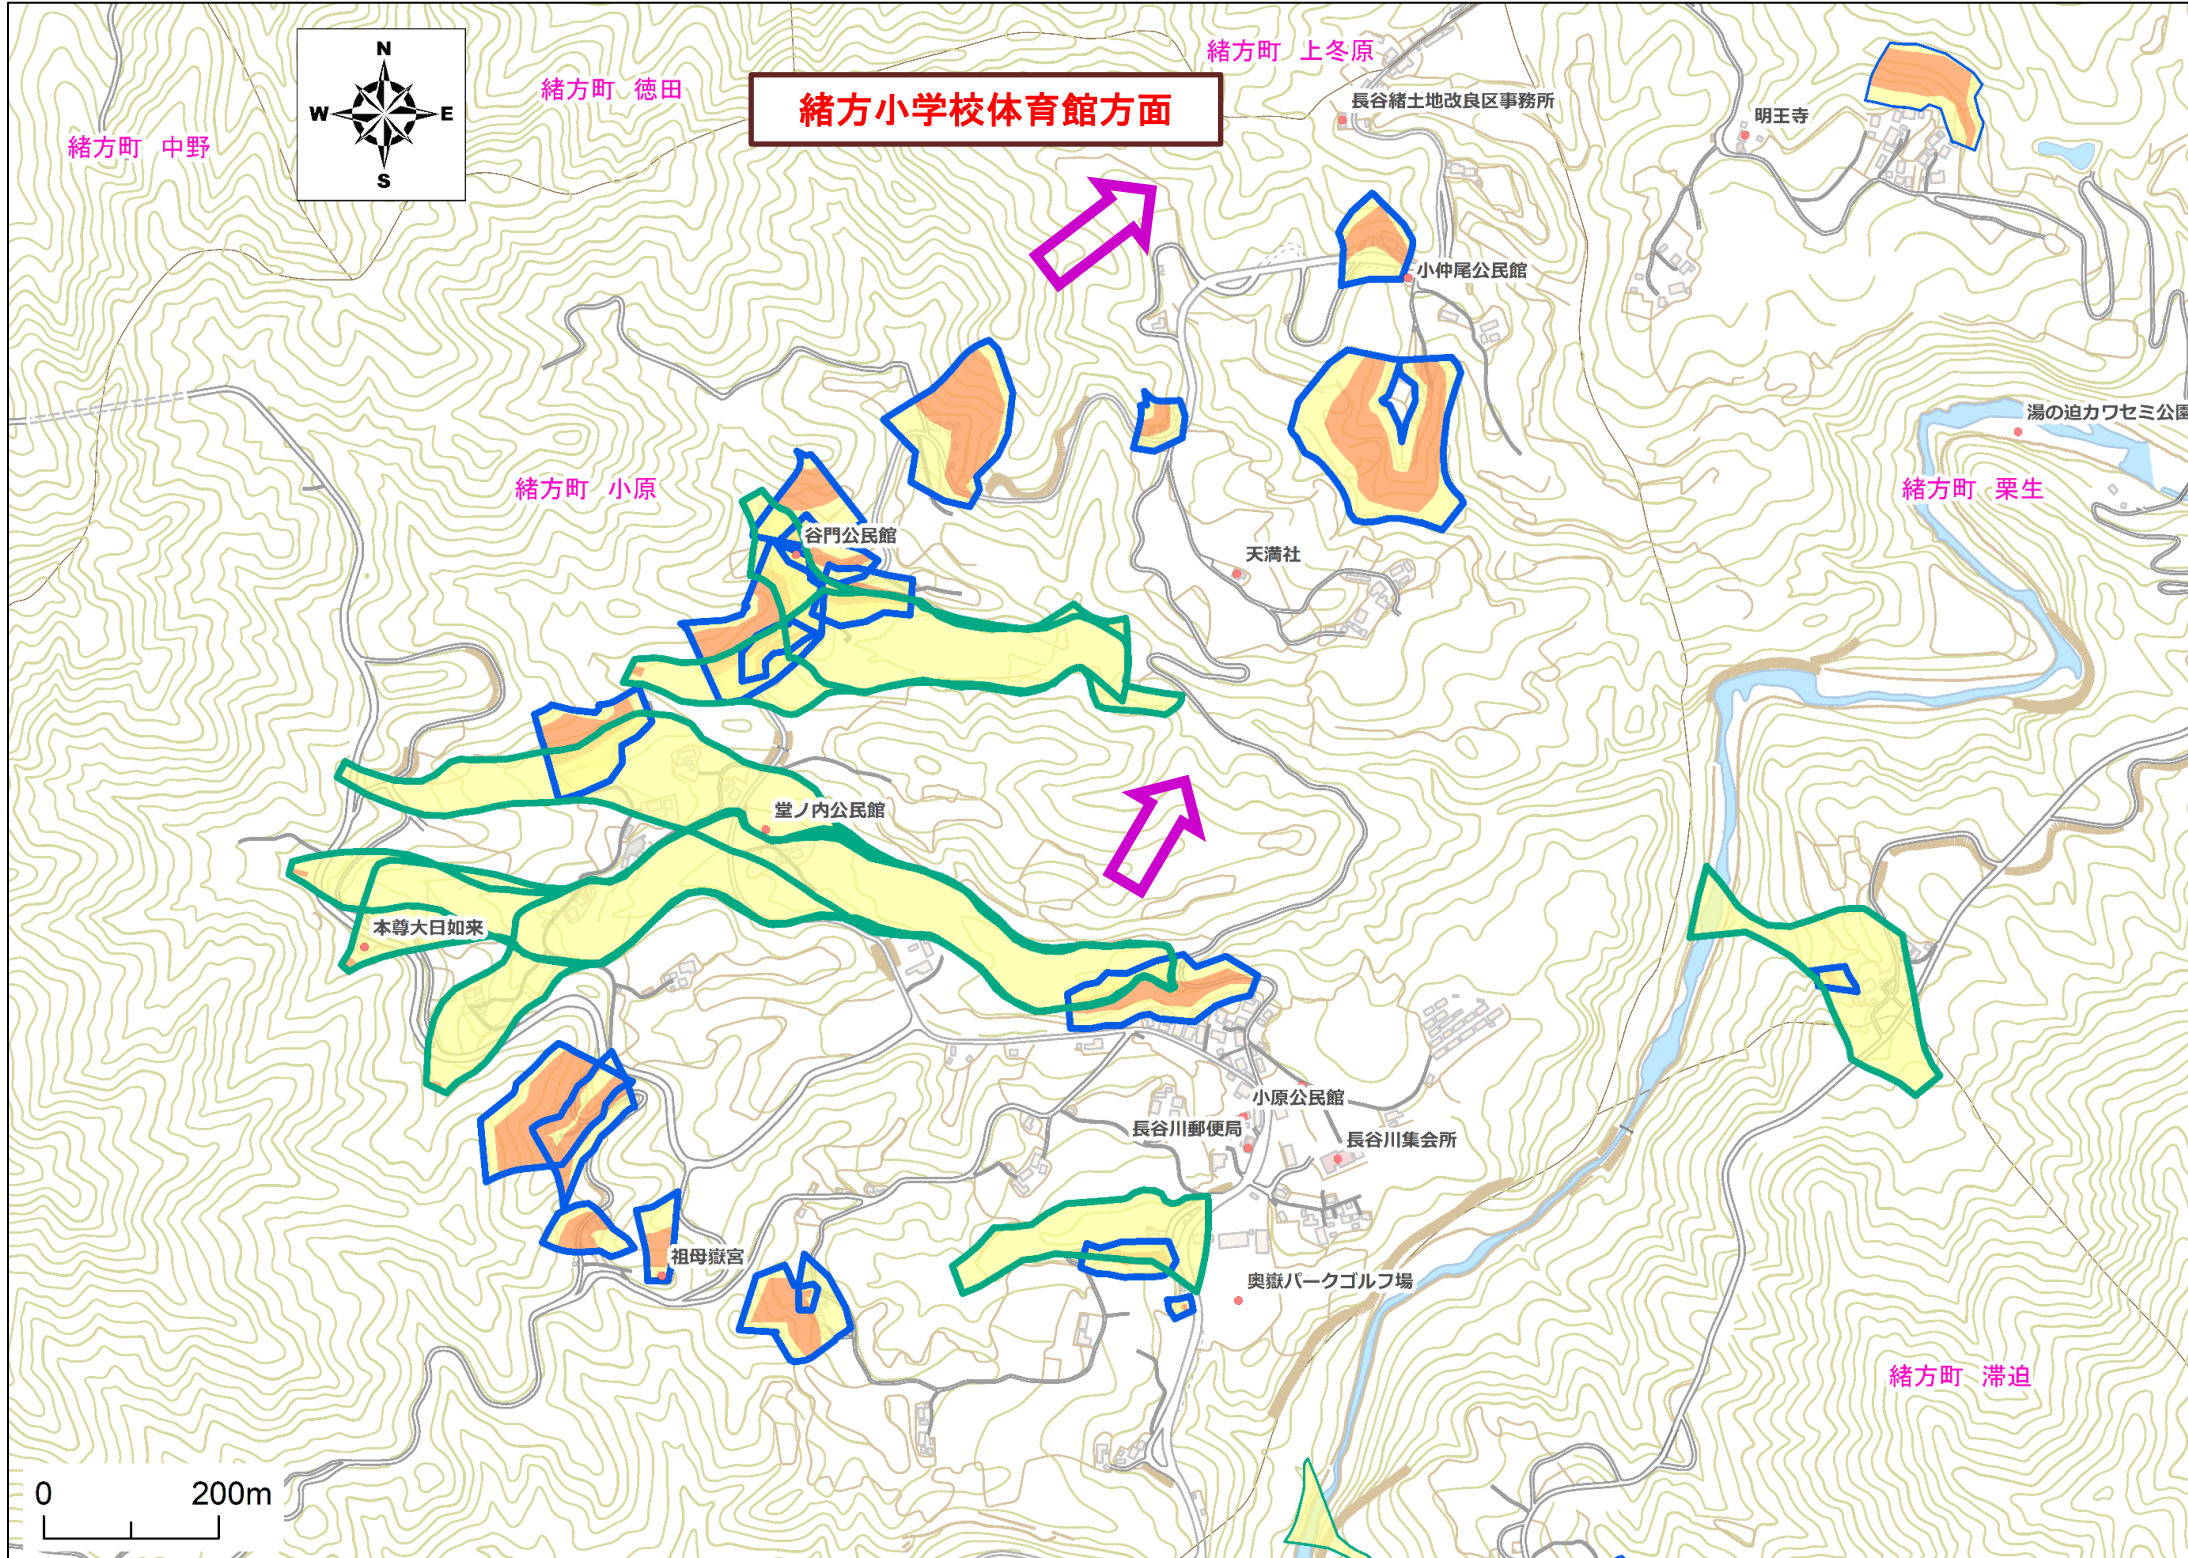 緒方町 上冬原
N
緒方町 徳田
緒方小学校体育館方面
長谷緒土地改良区事務所
W
E
明王寺
緒方町 中野
S
小仲尾公民館
湯の迫カワセミ公園
緒方町 小原
緒方町 栗生
谷門公民館
天満社
堂ノ内公民館
本尊大日如来
小原公民館
長谷川郵便局
長谷川集会所
祖母嶽宮
奥嶽パークゴルフ場
緒方町 滞迫
0 200m